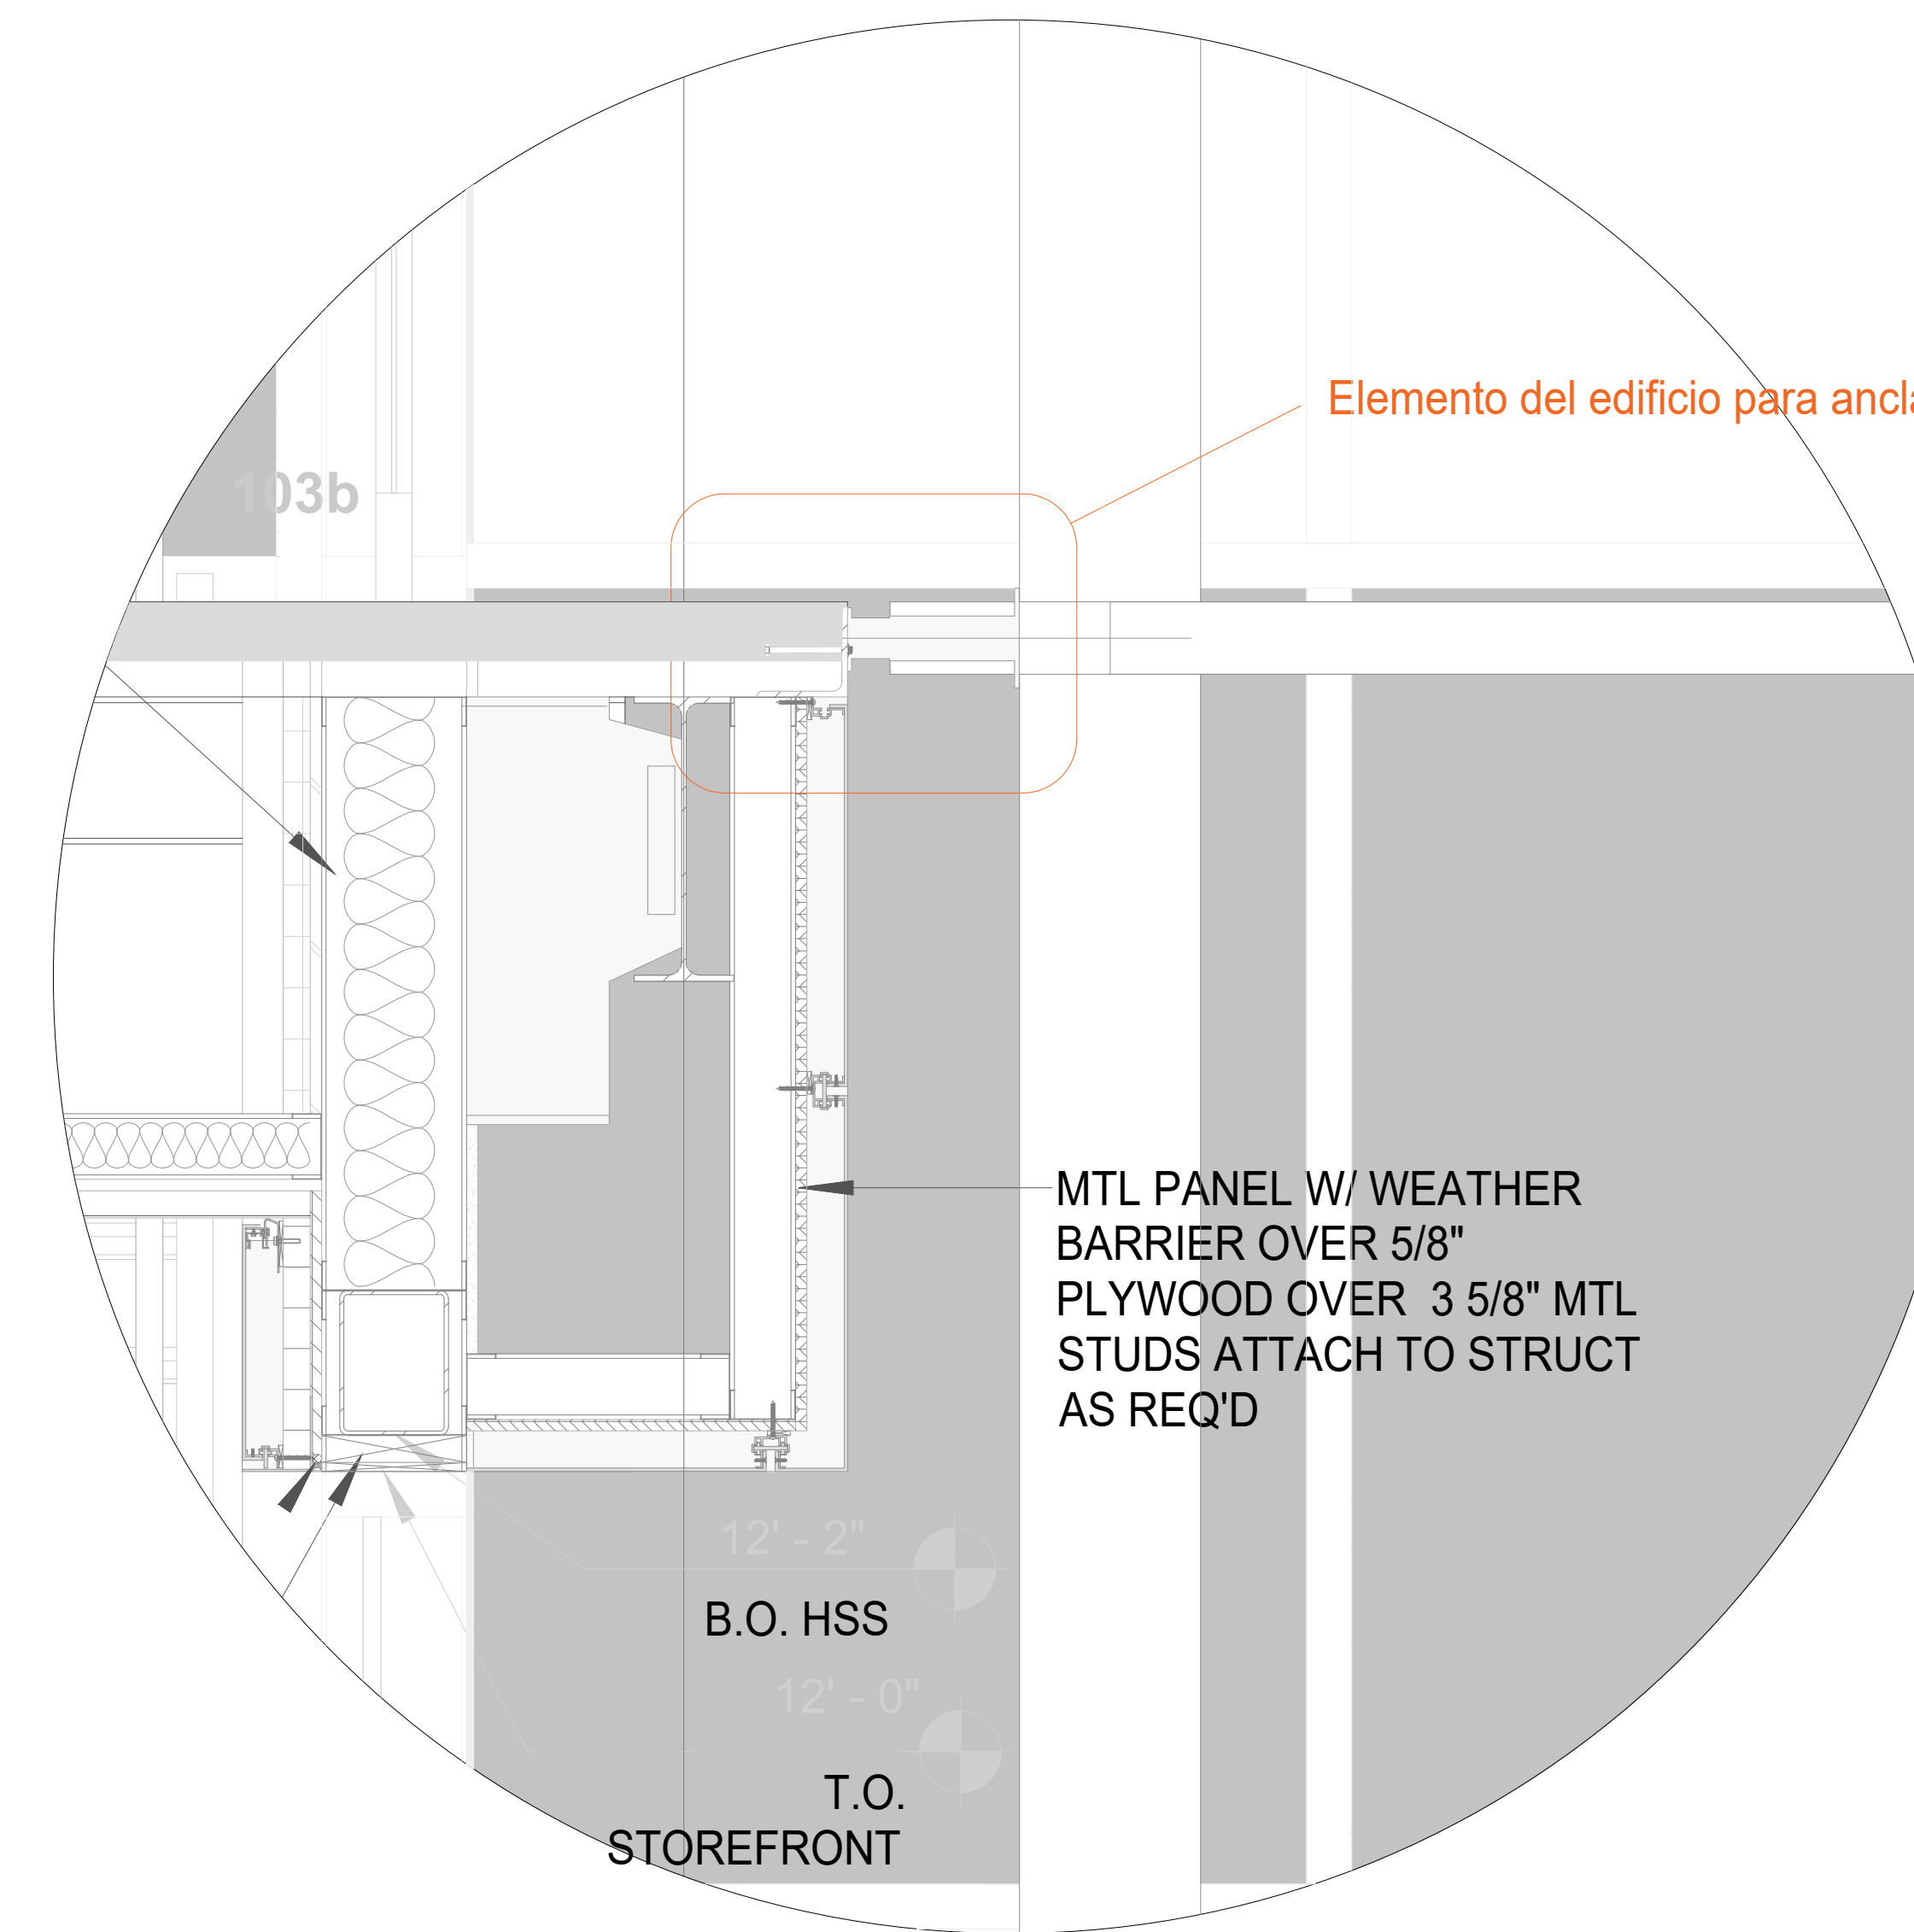 Elemento del edificio para
103b
MTL PANEL W/ WEATHER
BARRIER OVER 5/8"
PLYWOOD OVER 3 5/8" MTL
STUDS ATTACH TO STRUCT
AS REQ'D
12' - 2"
B.O. HSS
12' - 0"
T.O.
STOREFRONT